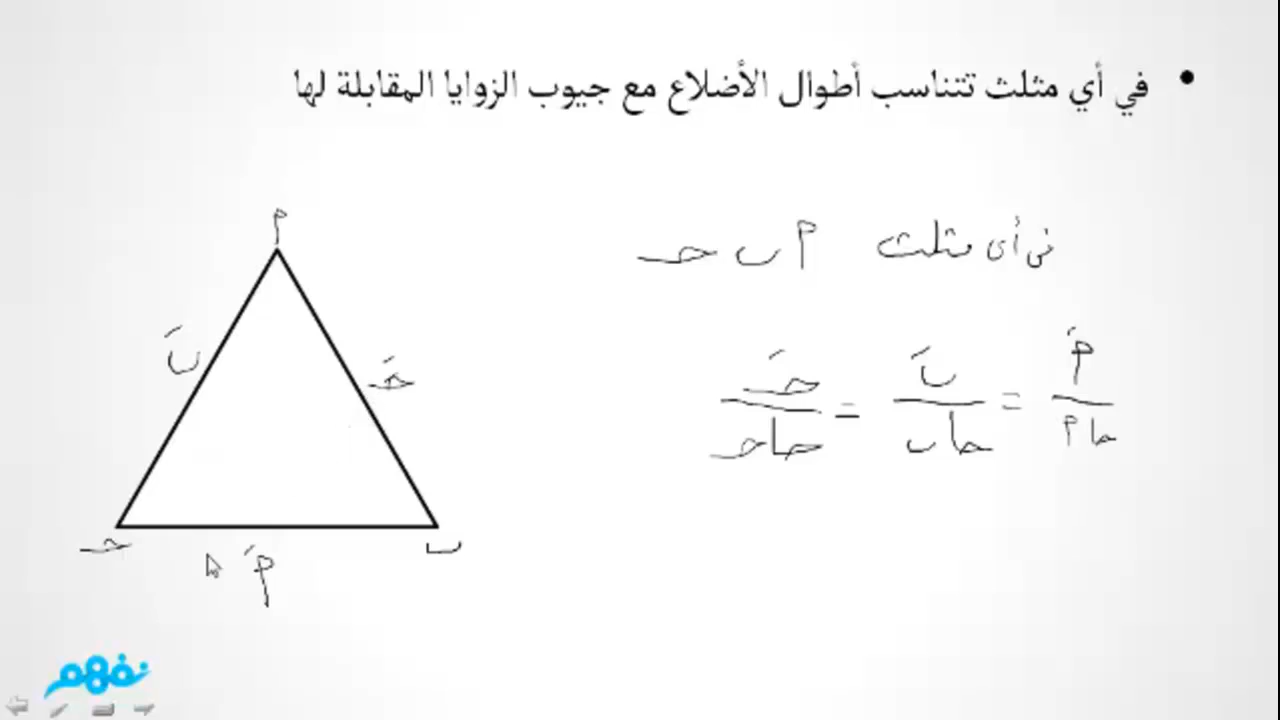 • في أي مثلث تتناسب أطوال الأضلاع مع جيوب الزوايا المقابلة لها
في أى مثلث م ب حـ
مَ / حا م = بَ / حا ب = حـَ / حا حـ
م
بَ
حـَ
حـ
مَ
ب
نفهم